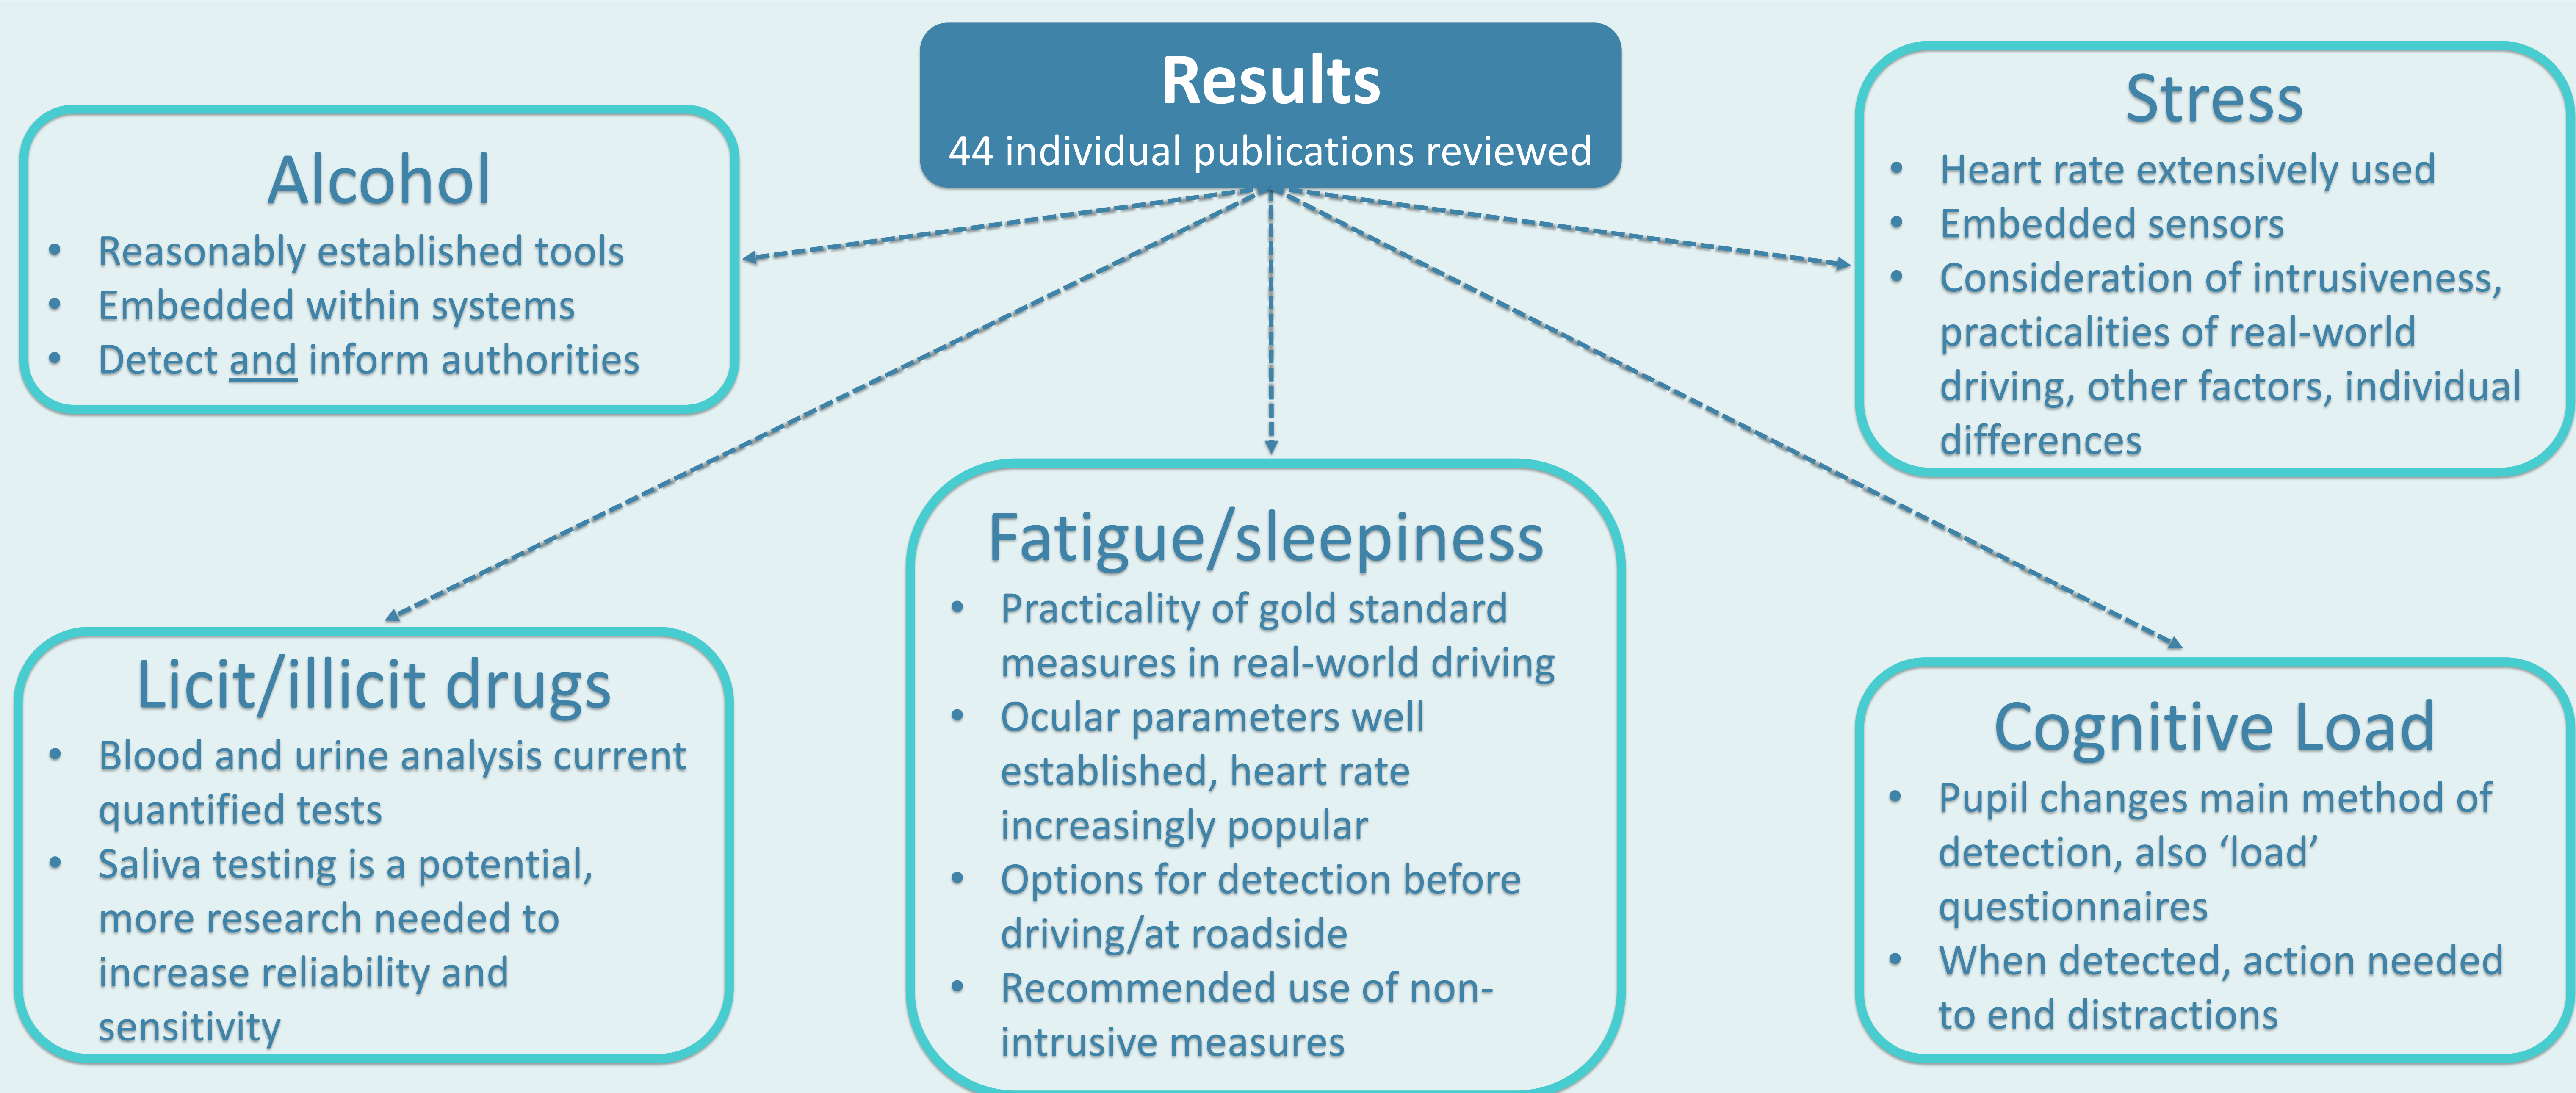 Results
44 individual publications reviewed
Alcohol
• Reasonably established tools
• Embedded within systems
• Detect and inform authorities
Stress
• Heart rate extensively used
• Embedded sensors
• Consideration of intrusiveness,
practicalities of real-world
driving, other factors, individual
differences
Licit/illicit drugs
• Blood and urine analysis current
quantified tests
• Saliva testing is a potential,
more research needed to
increase reliability and
sensitivity
Fatigue/sleepiness
• Practicality of gold standard
measures in real-world driving
• Ocular parameters well
established, heart rate
increasingly popular
• Options for detection before
driving/at roadside
• Recommended use of non-
intrusive measures
Cognitive Load
• Pupil changes main method of
detection, also ‘load’
questionnaires
• When detected, action needed
to end distractions